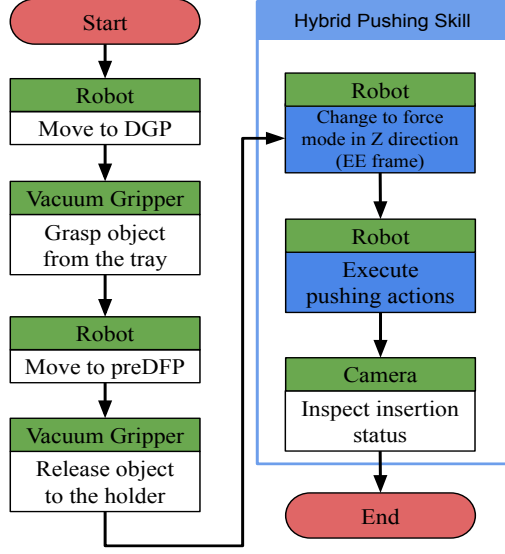 Start
Robot
Move to DGP
Vacuum Gripper
Grasp object
from the tray
Robot
Move to preDFP
Vacuum Gripper
Release object
to the holder
Hybrid Pushing Skill
Robot
Change to force
mode in Z direction
(EE frame)
Robot
Execute
pushing actions
Camera
Inspect insertion
status
End